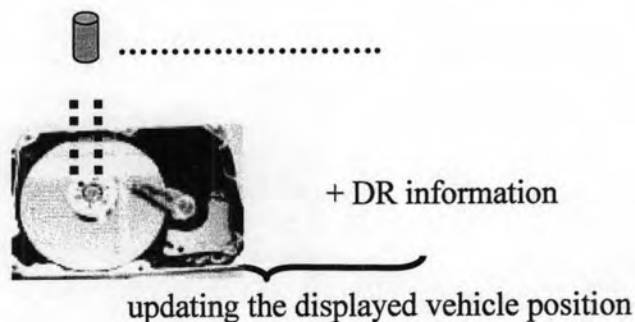 + DR information
updating the displayed vehicle position